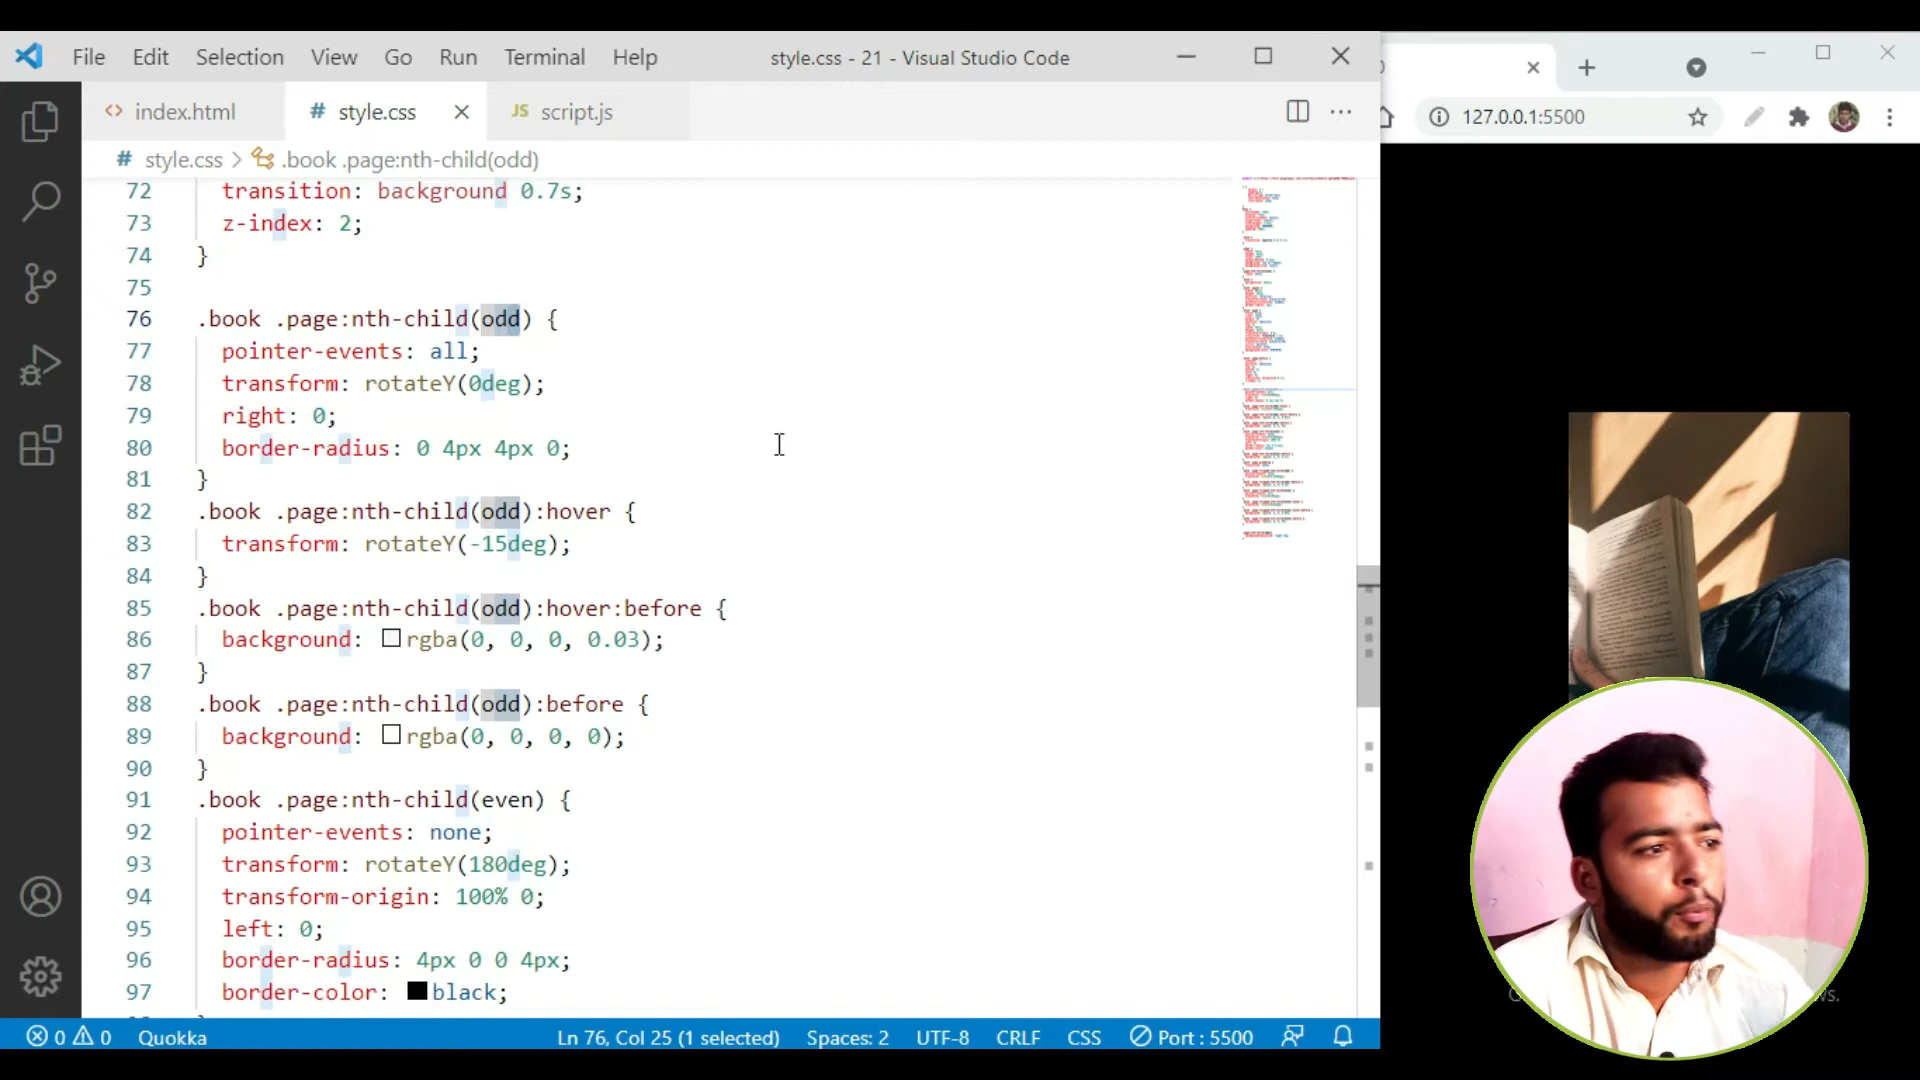 File Edit Selection View Go Run Terminal Help style.css - 21 - Visual Studio Code
index.html # style.css JS script.js
127.0.0.1:5500
# style.css > .book .page:nth-child(odd)
72 transition: background 0.7s;
73 z-index: 2;
74 }
75
76 .book .page:nth-child(odd) {
77 pointer-events: all;
78 transform: rotateY(0deg);
79 right: 0;
80 border-radius: 0 4px 4px 0;
81 }
82 .book .page:nth-child(odd):hover {
83 transform: rotateY(-15deg);
84 }
85 .book .page:nth-child(odd):hover:before {
86 background: rgba(0, 0, 0, 0.03);
87 }
88 .book .page:nth-child(odd):before {
89 background: rgba(0, 0, 0, 0);
90 }
91 .book .page:nth-child(even) {
92 pointer-events: none;
93 transform: rotateY(180deg);
94 transform-origin: 100% 0;
95 left: 0;
96 border-radius: 4px 0 0 4px;
97 border-color: black;
0 0 Quokka Ln 76, Col 25 (1 selected) Spaces: 2 UTF-8 CRLF CSS Port : 5500